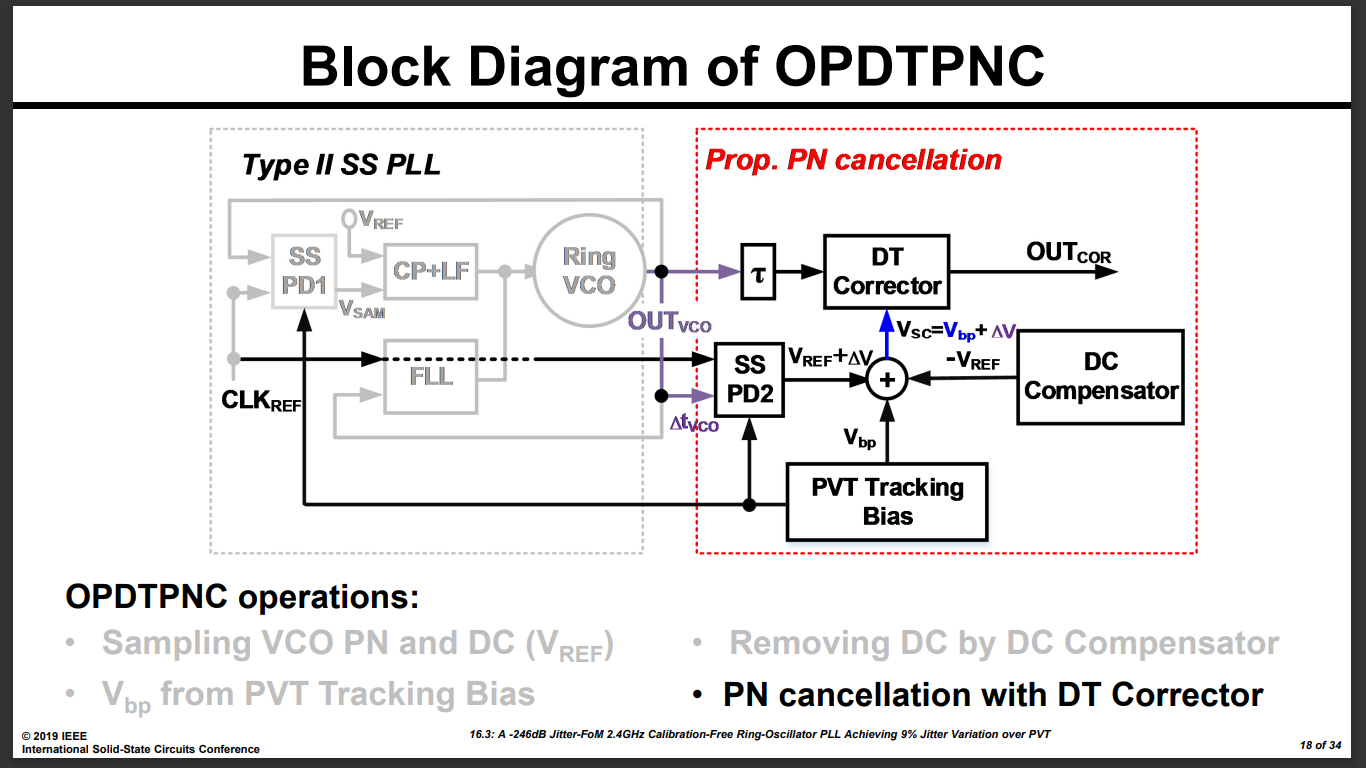 Block Diagram of OPDTPNC
Type II SS PLL
Prop. PN cancellation
VREF
SS
PD1
CP+LF
Ring
VCO
VSAM
τ
DT
Corrector
OUTCOR
OUTVCO
VSC=Vbp+ ΔV
-VREF
FLL
SS
PD2
VREF+ΔV
+
DC
Compensator
CLKREF
ΔtVCO
Vbp
PVT Tracking
Bias
OPDTPNC operations:
• Sampling VCO PN and DC (VREF)
• Removing DC by DC Compensator
• Vbp from PVT Tracking Bias
• PN cancellation with DT Corrector
© 2019 IEEE
International Solid-State Circuits Conference
16.3: A -246dB Jitter-FoM 2.4GHz Calibration-Free Ring-Oscillator PLL Achieving 9% Jitter Variation over PVT
18 of 34